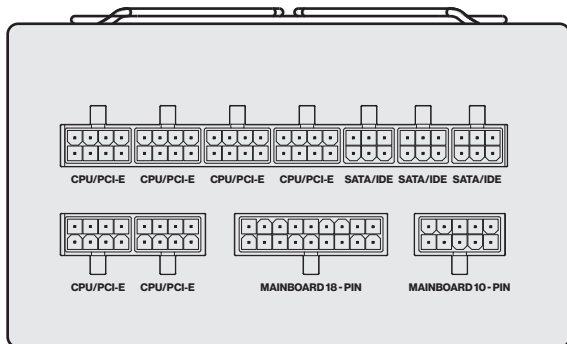 CPU/PCI-E CPU/PCI-E CPU/PCI-E CPU/PCI-E SATA/IDE SATA/IDE SATA/IDE
CPU/PCI-E CPU/PCI-E MAINBOARD 18 - PIN MAINBOARD 10 - PIN